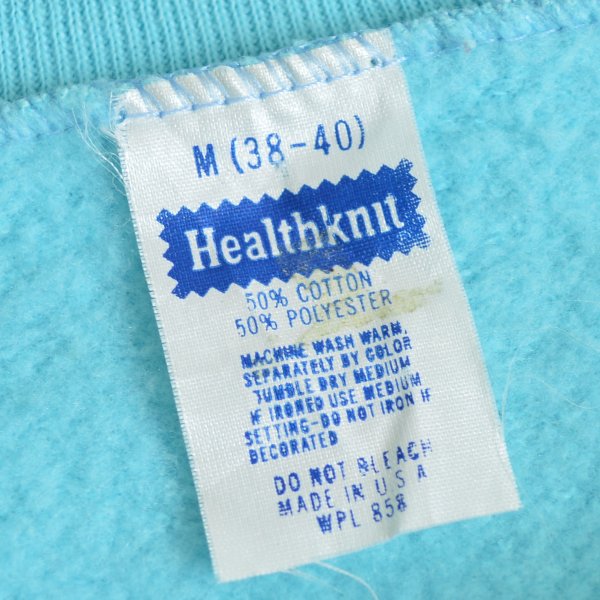 M (38-40)
Healthknit
50% COTTON
50% POLYESTER
MACHINE WASH WARM,
SEPARATELY BY COLOR
TUMBLE DRY MEDIUM
IF IRONED USE MEDIUM
SETTING-DO NOT IRON IF
DECORATED
DO NOT BLEACH
MADE IN U S A
WPL 858